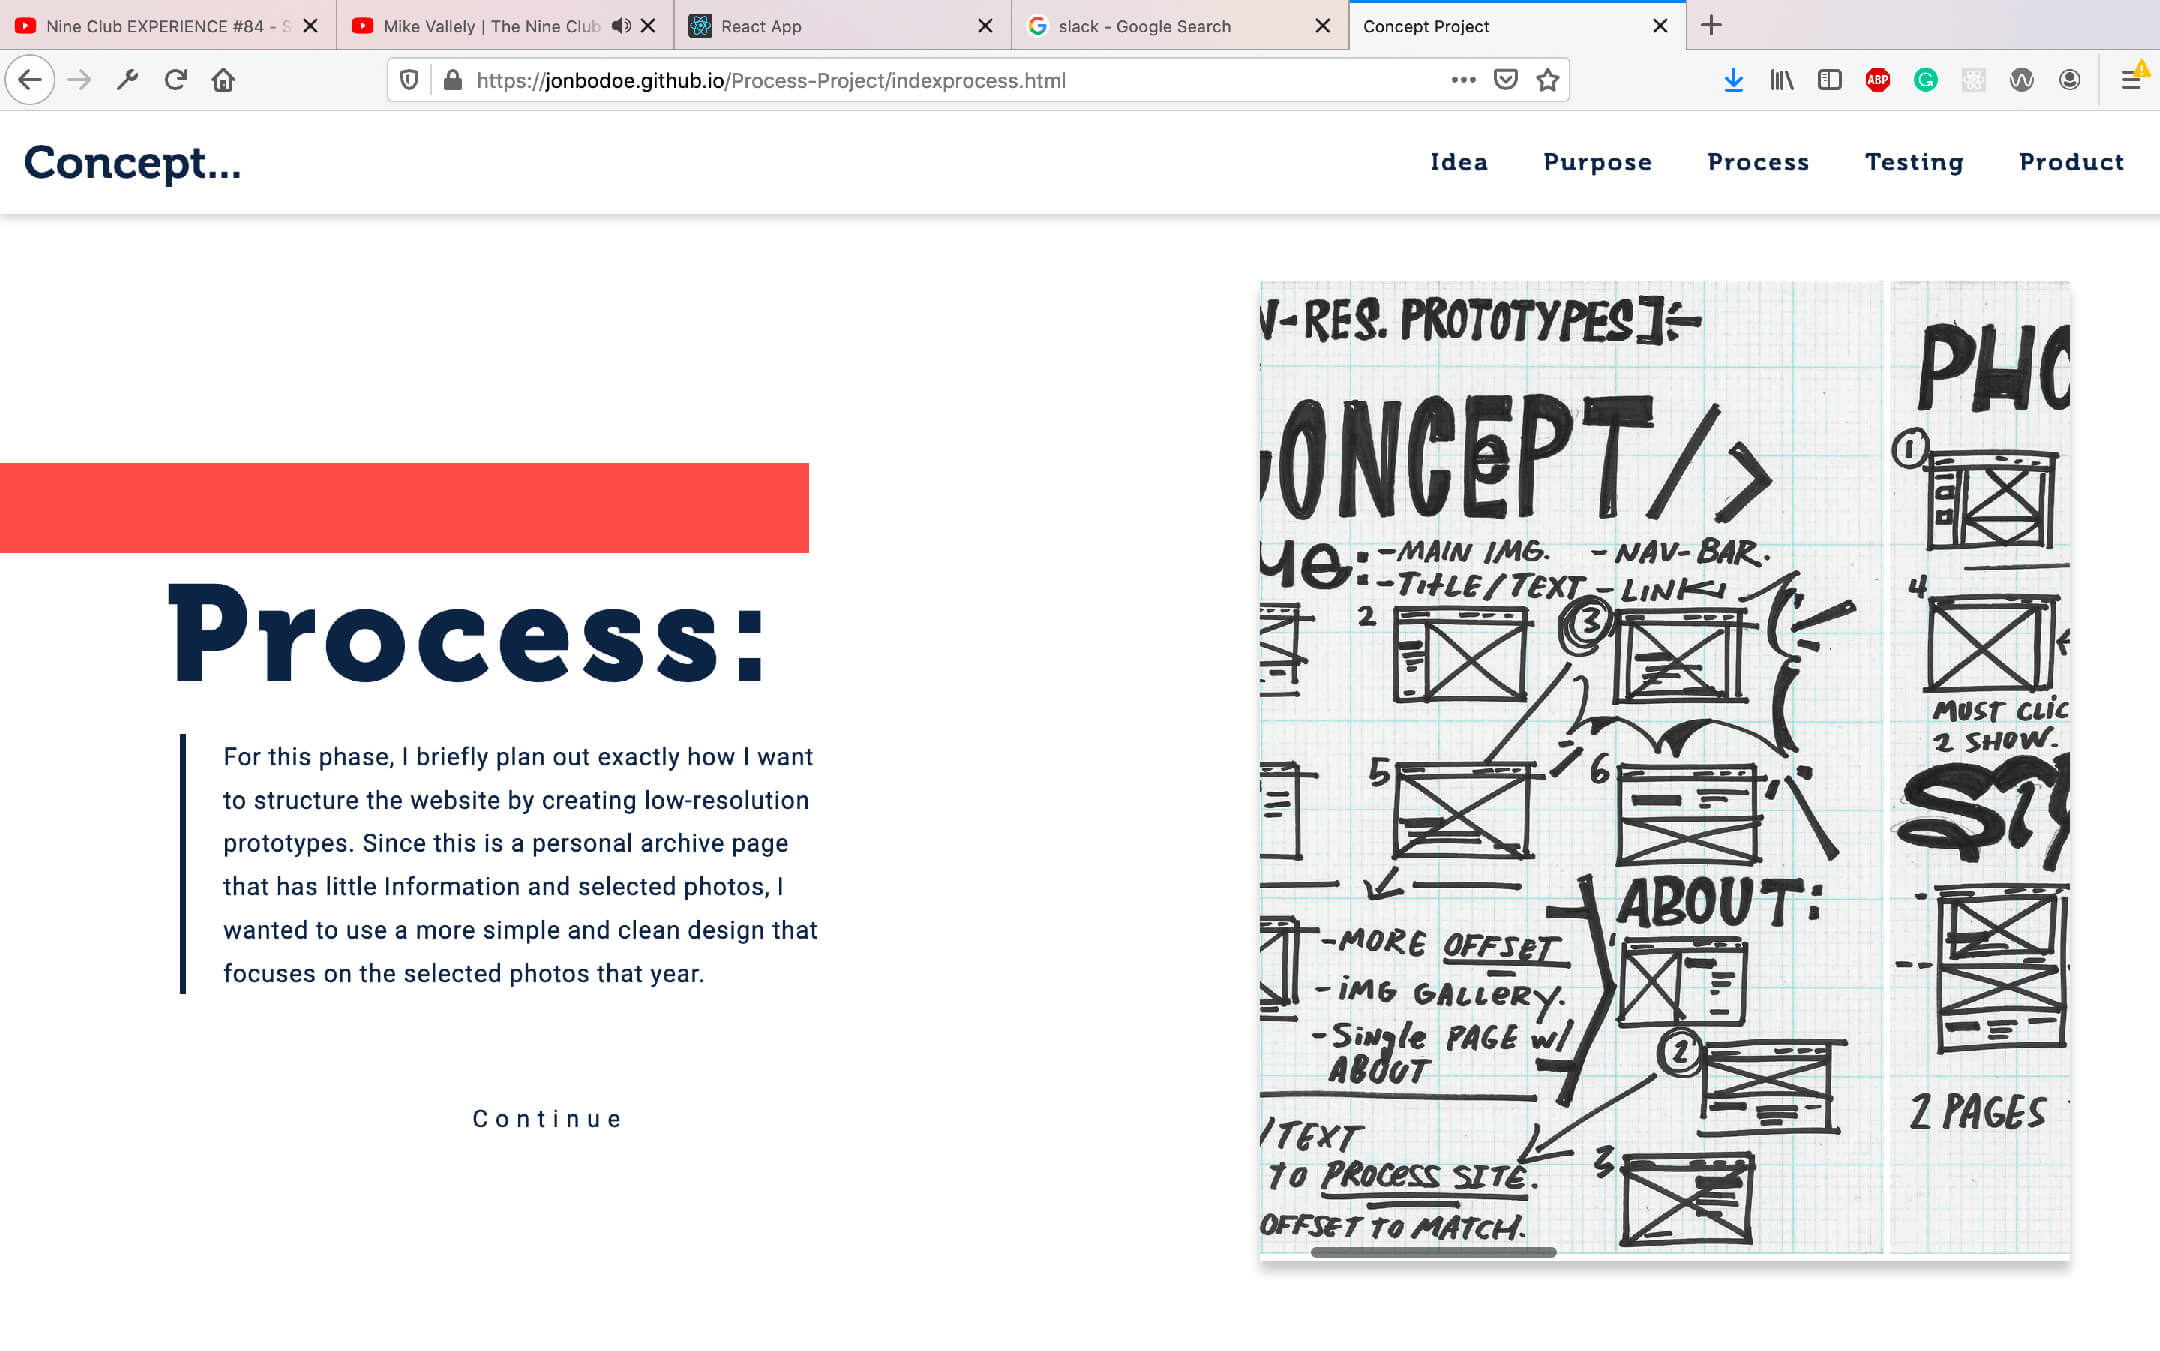 Nine Club EXPERIENCE #84 - S
Mike Vallely | The Nine Club
React App
slack - Google Search
Concept Project
https://jonbodoe.github.io/Process-Project/indexprocess.html
ABP
Concept...
Idea
Purpose
Process
Testing
Product
Process:
For this phase, I briefly plan out exactly how I want
to structure the website by creating low-resolution
prototypes. Since this is a personal archive page
that has little Information and selected photos, I
wanted to use a more simple and clean design that
focuses on the selected photos that year.
Continue
-RES. PROTOTYPES]:-
ONCePT/>
me: -MAIN IMG. - NAV-BAR.
-TITLE/TEXT - LINK
2
3
5
6
ABOUT:
1
-MORE OFFSET
-iMG GALLeRY.
-Single PAGE w/
ABOUT
2
/TEXT
TO PROCeSS SITE.
3
OFFSET TO MATCH.
PHO
1
4
MUST CLIC
2 SHOW.
STY
2 PAGES